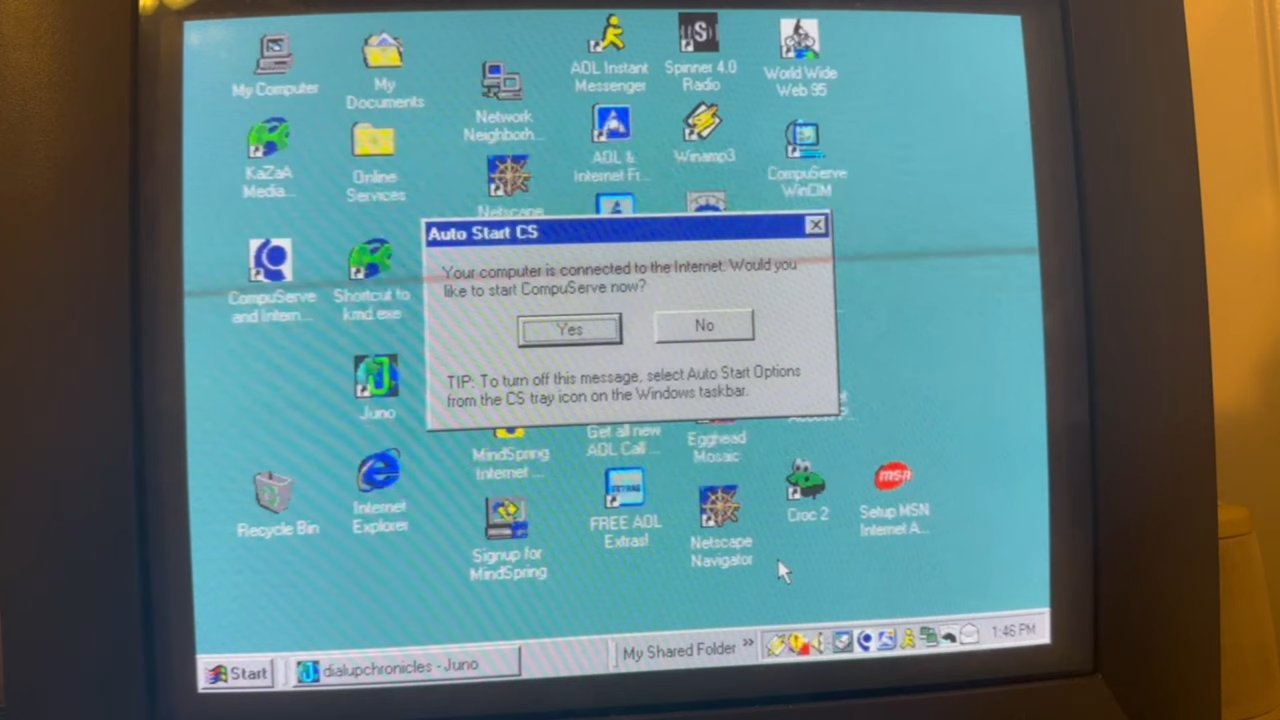 My Computer
My
Documents
Network
Neighborh...
AOL Instant
Messenger
Spinner 4.0
Radio
World Wide
Web 95
KaZaA
Media...
Online
Services
Netscape
AOL &
Internet Fr...
Winamp3
CompuServe
WinCIM
CompuServe
and Intern...
Shortcut to
kmd.exe
Auto Start CS
Your computer is connected to the Internet. Would you
like to start CompuServe now?
Yes
No
TIP: To turn off this message, select Auto Start Options
from the CS tray icon on the Windows taskbar.
Juno
MindSpring
Internet ...
Get all new
AOL Call ...
Egghead
Mosaic
Recycle Bin
Internet
Explorer
Signup for
MindSpring
EXTRAS
FREE AOL
Extras!
Netscape
Navigator
Croc 2
msn
Setup MSN
Internet A...
Start
dialupchronicles - Juno
My Shared Folder
1:46 PM